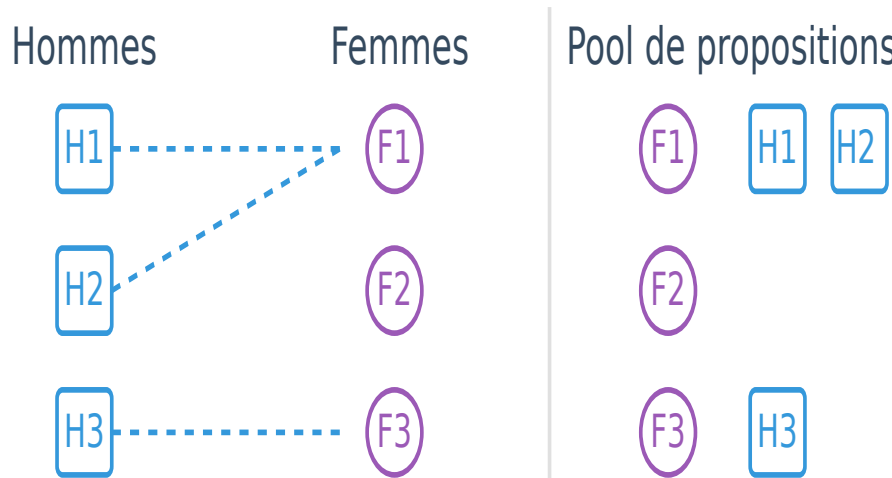 Hommes Femmes Pool de propositions
H1 F1 F1 H1 H2
H2 F2 F2
H3 F3 F3 H3